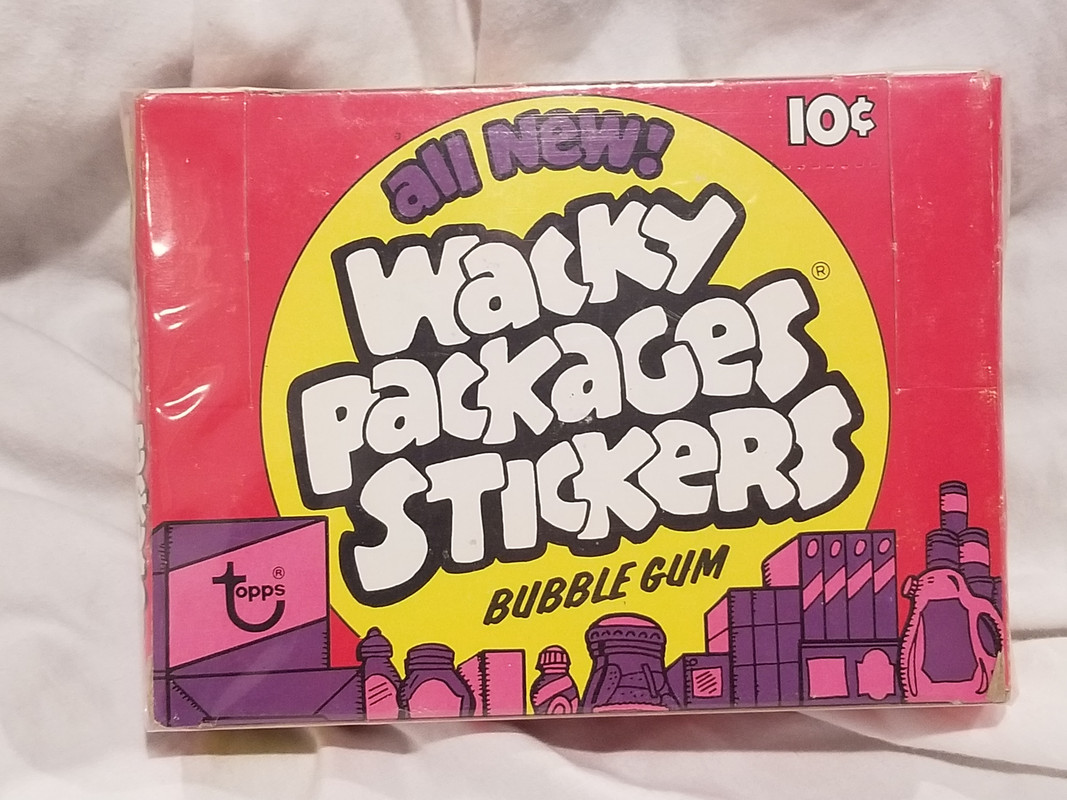 10¢
all New!
Wacky
PackaGes ®
STickeRs
BUBBLE GUM
topps ®